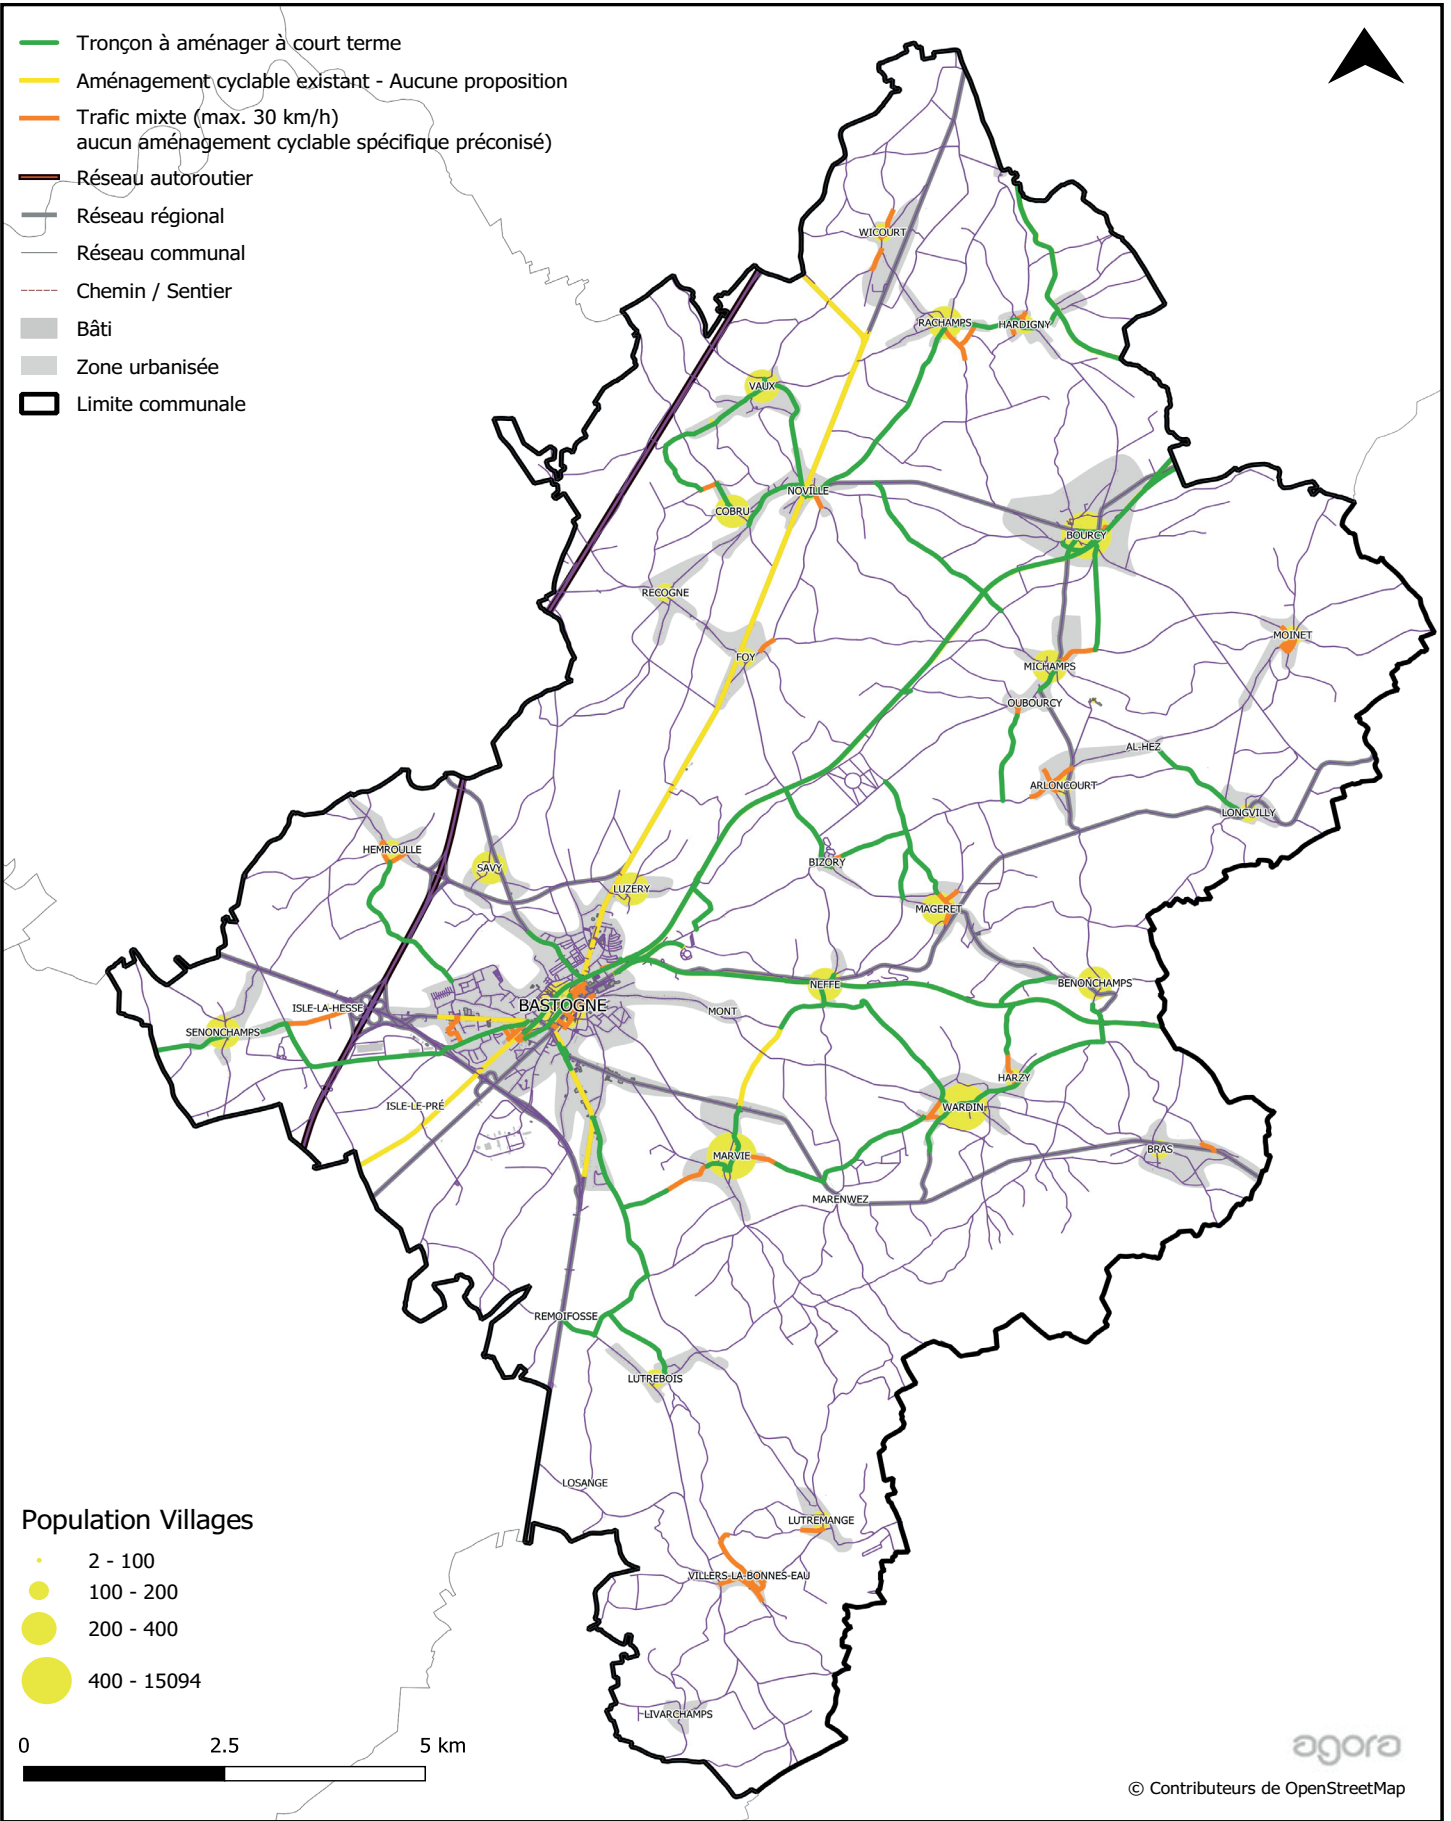 Tronçon à aménager à court terme
Aménagement cyclable existant - Aucune proposition
Trafic mixte (max. 30 km/h)
aucun aménagement cyclable spécifique préconisé)
Réseau autoroutier
Réseau régional
Réseau communal
Chemin / Sentier
Bâti
Zone urbanisée
Limite communale
WICOURT
RACHAMPS
HARDIGNY
VAUX
NOVILLE
COBRU
BOURCY
RECOGNE
MOINET
FOY
MICHAMPS
OUBOURCY
AL-HEZ
ARLONCOURT
LONGVILLY
HEMROULLE
SAVY
BIZORY
LUZERY
MAGERET
NEFFE
BENONCHAMPS
ISLE-LA-HESSE
BASTOGNE
MONT
SENONCHAMPS
HARZY
ISLE-LE-PRÉ
WARDIN
MARVIE
BRAS
MARENWEZ
REMOIFOSSE
LUTREBOIS
LOSANGE
LUTREMANGE
VILLERS-LA-BONNES-EAU
LIVARCHAMPS
Population Villages
2 - 100
100 - 200
200 - 400
400 - 15094
0 2.5 5 km
agora
© Contributeurs de OpenStreetMap